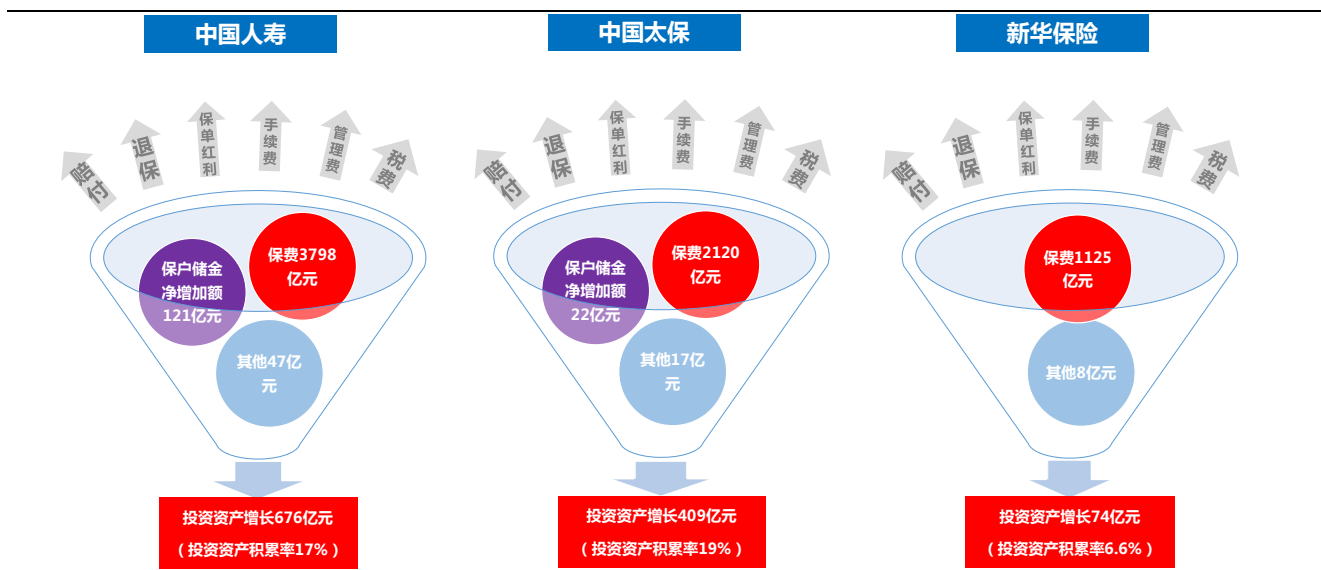 中国人寿
中国太保
新华保险
赔付
退保
保单红利
手续费
管理费
税费
保户储金
净增加额
121亿元
保费3798
亿元
其他47亿
元
投资资产增长676亿元
（投资资产积累率17%）
赔付
退保
保单红利
手续费
管理费
税费
保户储金
净增加额
22亿元
保费2120
亿元
其他17亿
元
投资资产增长409亿元
（投资资产积累率19%）
赔付
退保
保单红利
手续费
管理费
税费
保费1125
亿元
其他8亿元
投资资产增长74亿元
（投资资产积累率6.6%）